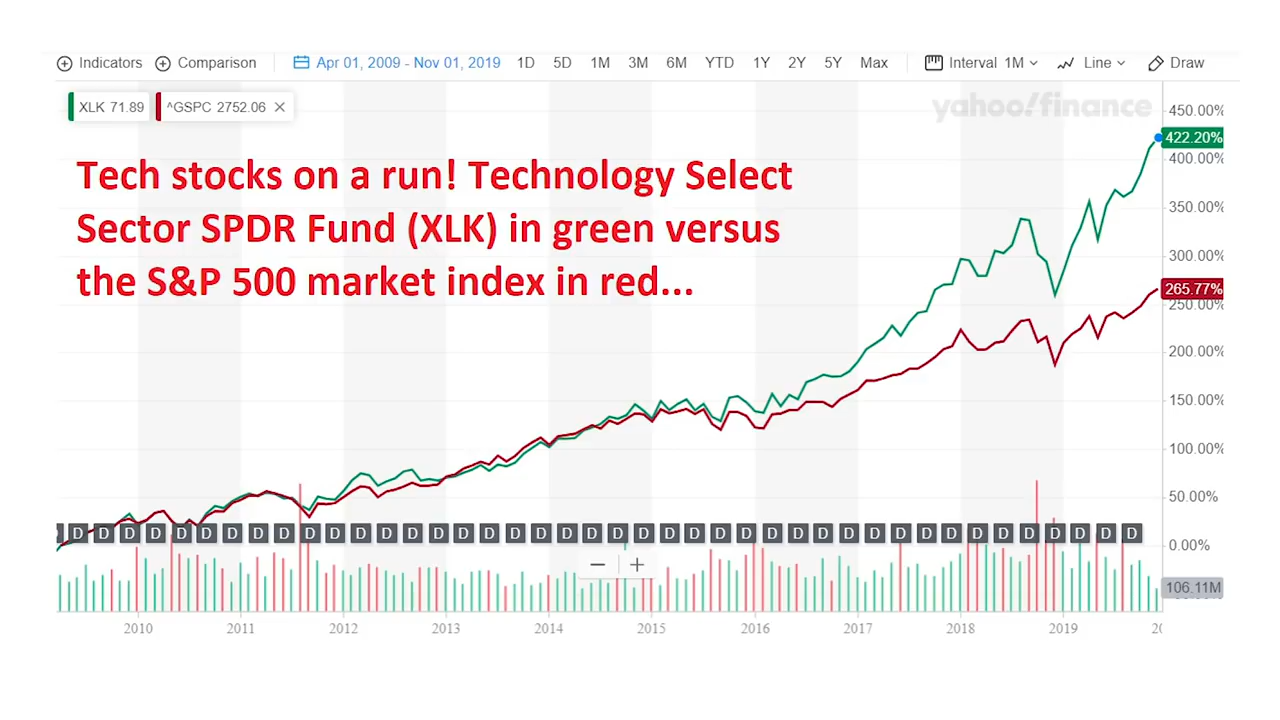 Indicators Comparison Apr 01, 2009 - Nov 01, 2019 1D 5D 1M 3M 6M YTD 1Y 2Y 5Y Max Interval 1M Line Draw
XLK 71.89 ^GSPC 2752.06
yahoo!finance
450.00%
422.20%
400.00%
Tech stocks on a run! Technology Select
Sector SPDR Fund (XLK) in green versus
the S&P 500 market index in red...
350.00%
300.00%
265.77%
250.00%
200.00%
150.00%
100.00%
50.00%
D D D D D D D D D D D D D D D D D D D D D D D D D D D D D D D D D D D D D D D D D D
0.00%
106.11M
2010 2011 2012 2013 2014 2015 2016 2017 2018 2019 20